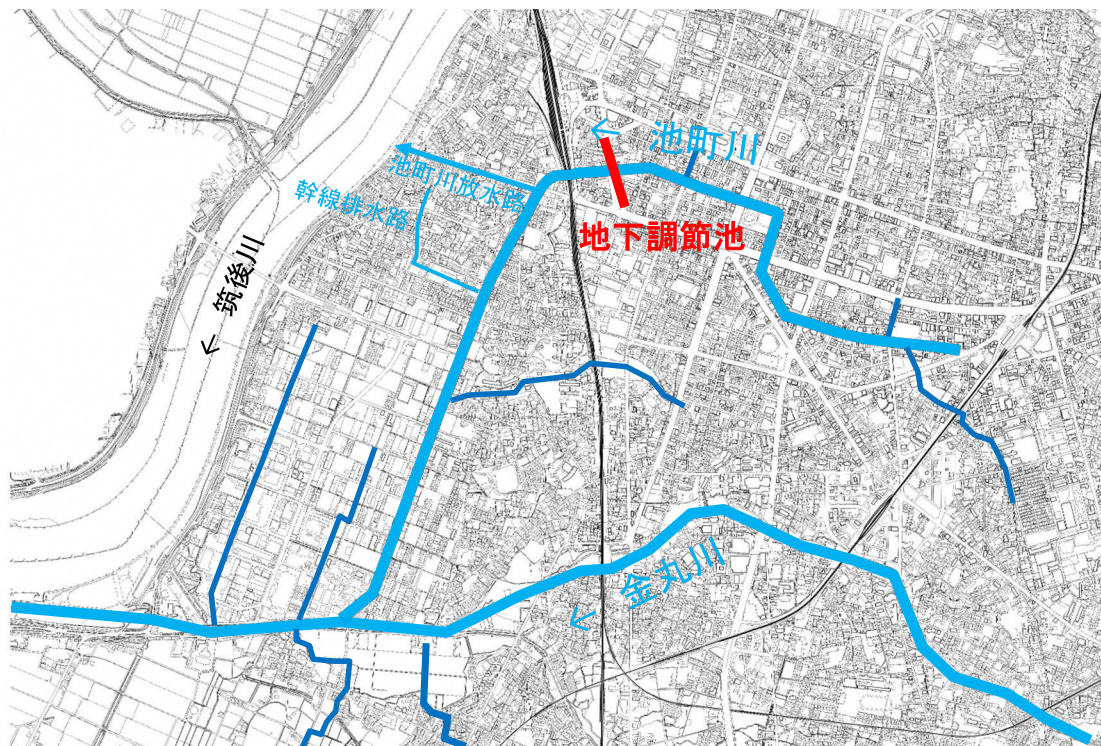 ← 池町川
池町川放水路
幹線排水路
地下調節池
← 筑後川
← 金丸川